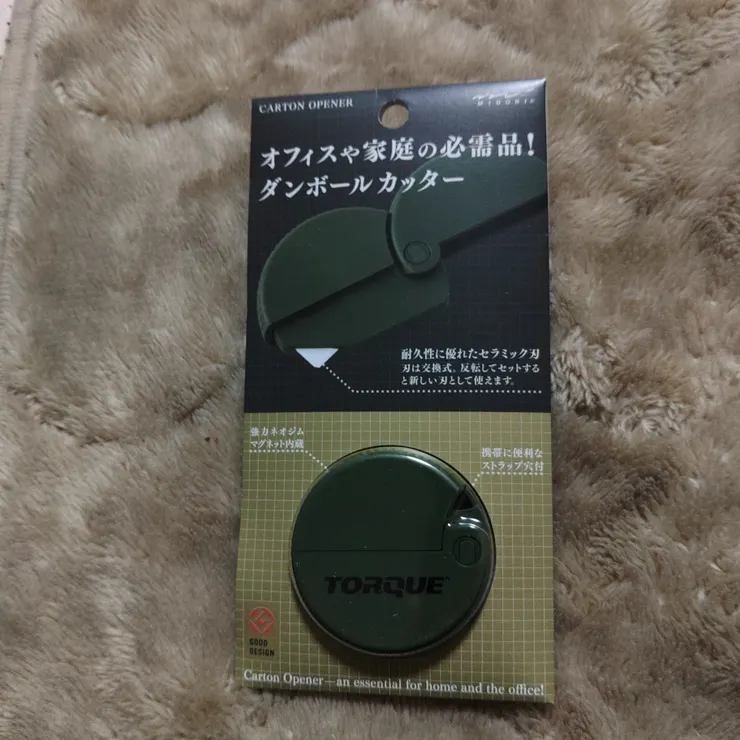 CARTON OPENER
MIDORI
オフィスや家庭の必需品!
ダンボールカッター
耐久性に優れたセラミック刃
刃は交換式。反転してセットする
と新しい刃として使えます。
強力ネオジム
マグネット内蔵
携帯に便利な
ストラップ穴付
TORQUE
GOOD
DESIGN
Carton Opener—an essential for home and the office!